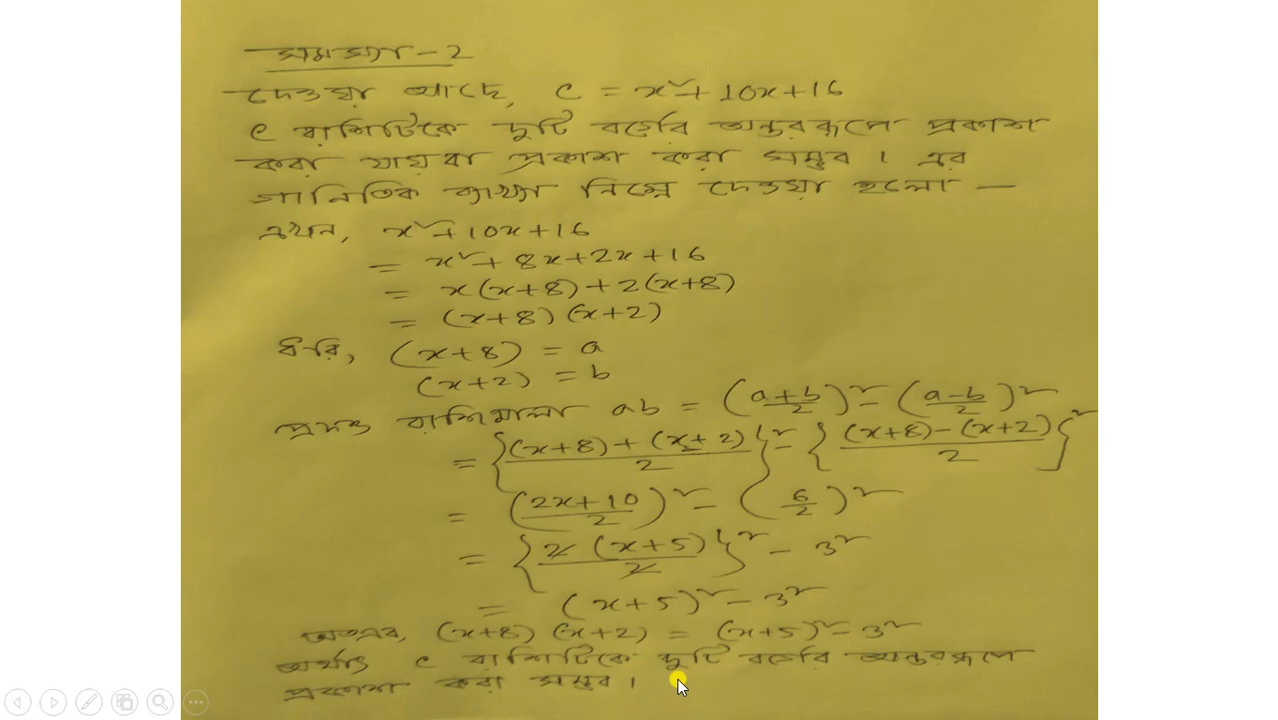 সমস্যা - 2
দেওয়া আছে, c = x² + 10x + 16
c রাশিটিকে দুটি বর্গের অন্তররূপে প্রকাশ
করা যায় বা প্রকাশ করা সম্ভব । এর
গানিতিক ব্যাখ্যা নিম্নে দেওয়া হলো —
এখন, x² + 10x + 16
= x² + 8x + 2x + 16
= x(x+8) + 2(x+8)
= (x+8) (x+2)
ধরি, (x+8) = a
(x+2) = b
প্রদত্ত রাশিমালা ab = ((a+b)/2)² - ((a-b)/2)²
= {((x+8) + (x+2))/2}² - {((x+8) - (x+2))/2}²
= ((2x+10)/2)² - (6/2)²
= {2(x+5)/2}² - 3²
= (x+5)² - 3²
অতএব, (x+8) (x+2) = (x+5)² - 3²
অর্থাৎ c রাশিটিকে দুটি বর্গের অন্তররূপে
প্রকাশ করা সম্ভব ।